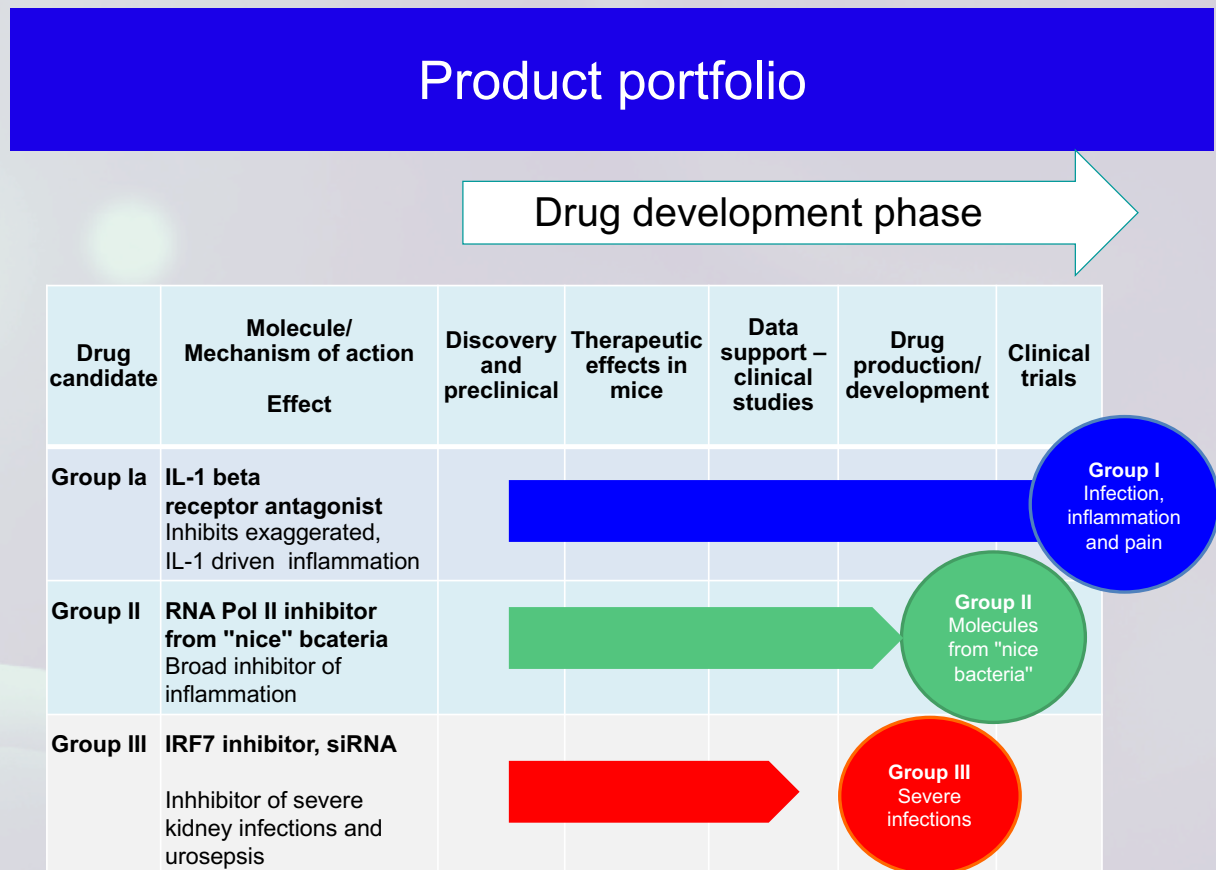 Product portfolio
Drug development phase
Drug
candidate
Molecule/
Mechanism of action
Effect
Discovery
and
preclinical
Therapeutic
effects in
mice
Data
support –
clinical
studies
Drug
production/
development
Clinical
trials
Group Ia
IL-1 beta
receptor antagonist
Inhibits exaggerated,
IL-1 driven inflammation
Group I
Infection,
inflammation
and pain
Group II
RNA Pol II inhibitor
from "nice" bcateria
Broad inhibitor of
inflammation
Group II
Molecules
from "nice
bacteria"
Group III
IRF7 inhibitor, siRNA
Inhhibitor of severe
kidney infections and
urosepsis
Group III
Severe
infections